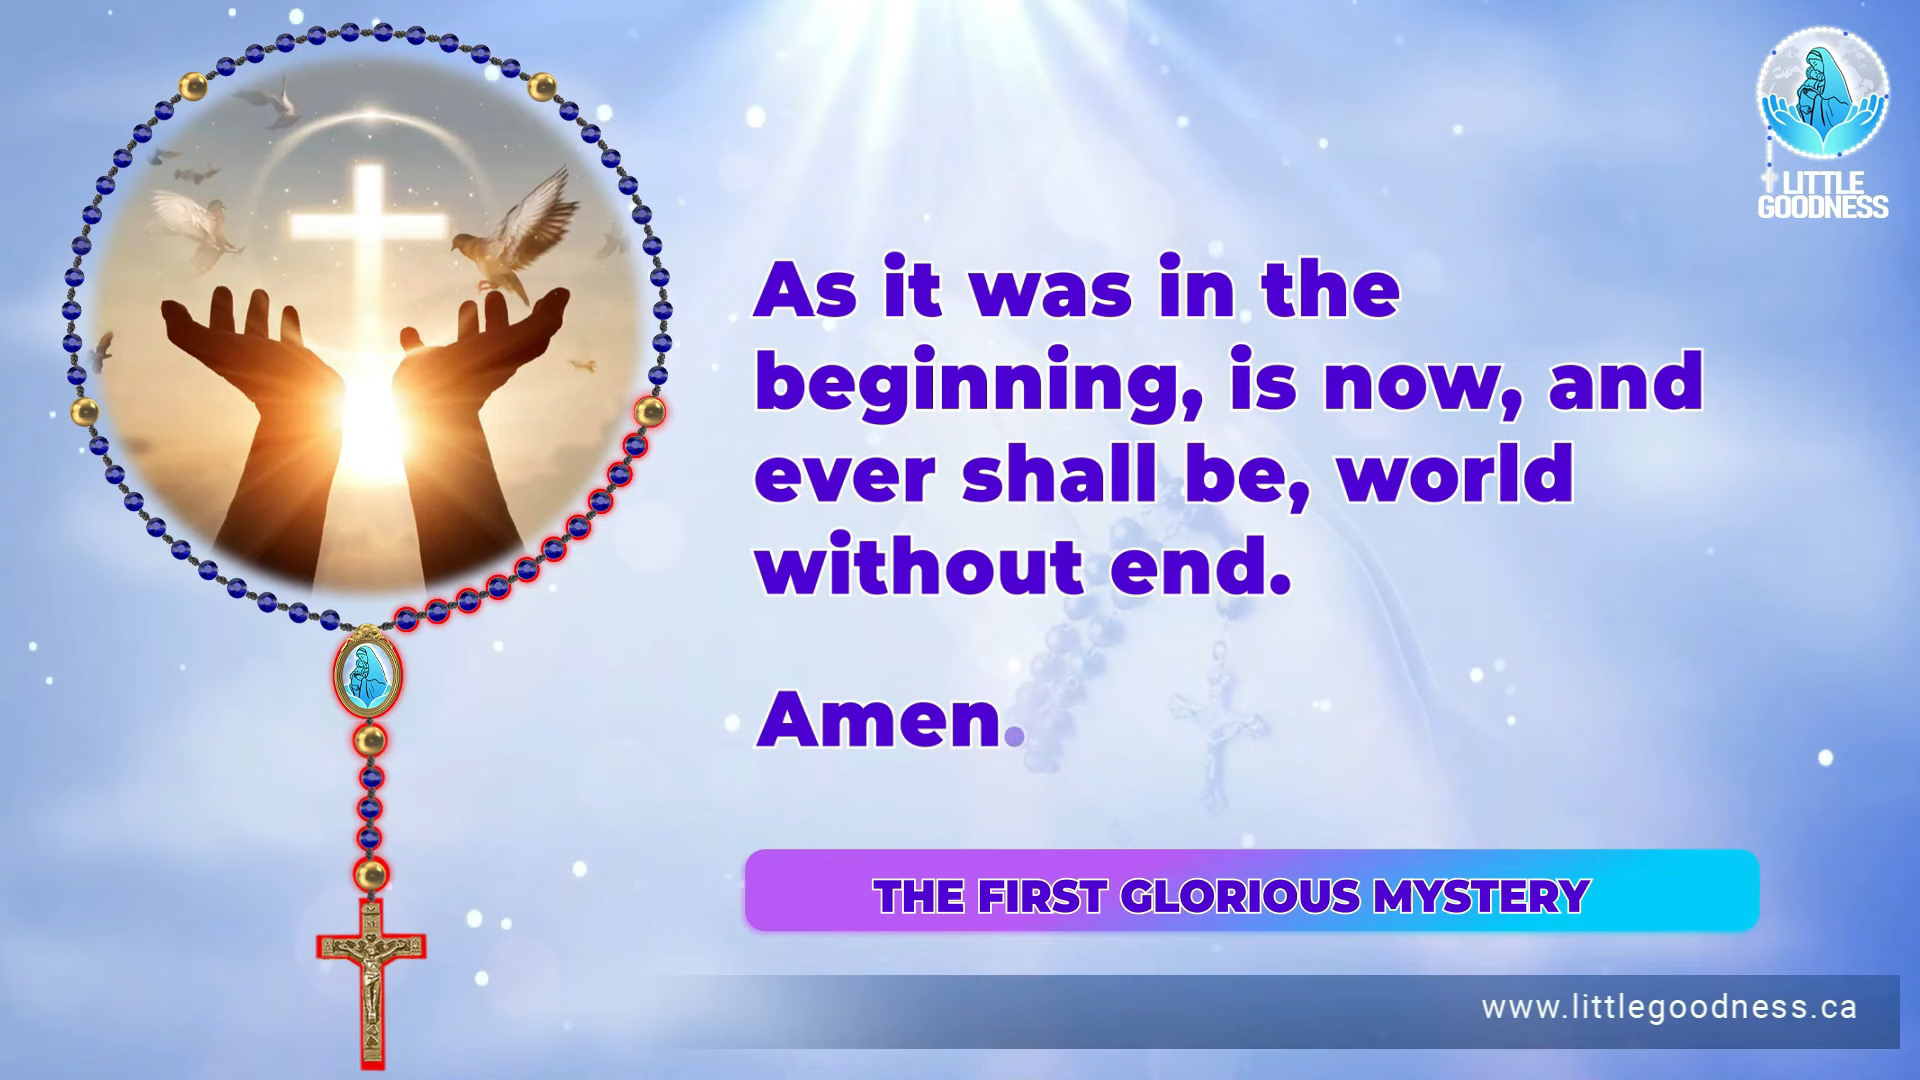 LITTLE
GOODNESS
As it was in the
beginning, is now, and
ever shall be, world
without end.
Amen.
THE FIRST GLORIOUS MYSTERY
www.littlegoodness.ca